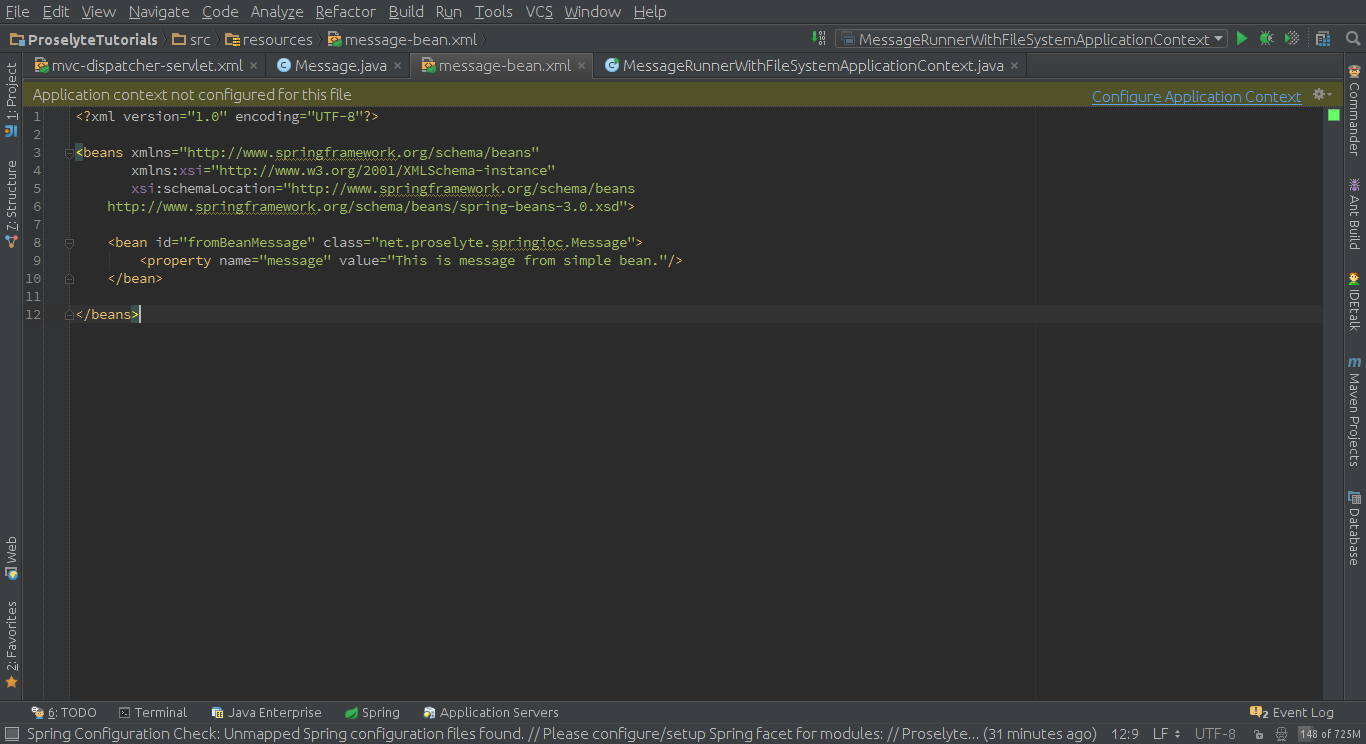 File Edit View Navigate Code Analyze Refactor Build Run Tools VCS Window Help
ProselyteTutorials src resources message-bean.xml MessageRunnerWithFileSystemApplicationContext
mvc-dispatcher-servlet.xml Message.java message-bean.xml MessageRunnerWithFileSystemApplicationContext.java
Application context not configured for this file Configure Application Context
1 <?xml version="1.0" encoding="UTF-8"?>
2
3 <beans xmlns="http://www.springframework.org/schema/beans"
4 xmlns:xsi="http://www.w3.org/2001/XMLSchema-instance"
5 xsi:schemaLocation="http://www.springframework.org/schema/beans
6 http://www.springframework.org/schema/beans/spring-beans-3.0.xsd">
7
8 <bean id="fromBeanMessage" class="net.proselyte.springioc.Message">
9 <property name="message" value="This is message from simple bean."/>
10 </bean>
11
12 </beans>
1: Project
7: Structure
Web
2: Favorites
Commander
Ant Build
IDEtalk
Maven Projects
Database
6: TODO Terminal Java Enterprise Spring Application Servers 2 Event Log
Spring Configuration Check: Unmapped Spring configuration files found. // Please configure/setup Spring facet for modules: // Proselyte... (31 minutes ago) 12:9 LF UTF-8 148 of 725M